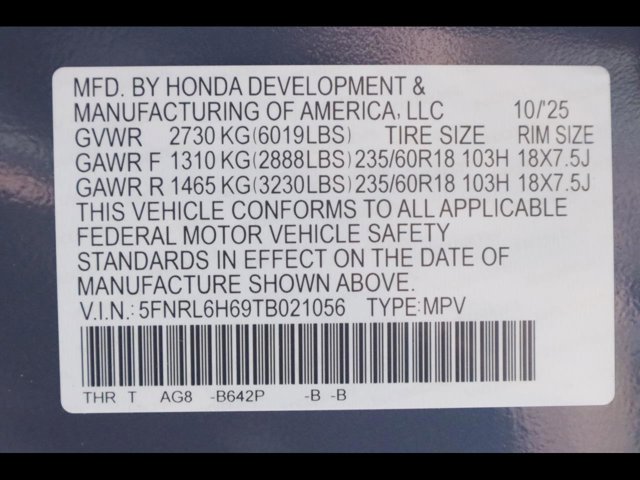 MFD. BY HONDA DEVELOPMENT &
MANUFACTURING OF AMERICA, LLC 10/'25
GVWR 2730 KG(6019LBS) TIRE SIZE RIM SIZE
GAWR F 1310 KG(2888LBS) 235/60R18 103H 18X7.5J
GAWR R 1465 KG(3230LBS) 235/60R18 103H 18X7.5J
THIS VEHICLE CONFORMS TO ALL APPLICABLE
FEDERAL MOTOR VEHICLE SAFETY
STANDARDS IN EFFECT ON THE DATE OF
MANUFACTURE SHOWN ABOVE.
V.I.N.: 5FNRL6H69TB021056 TYPE:MPV
THR T AG8 -B642P -B -B